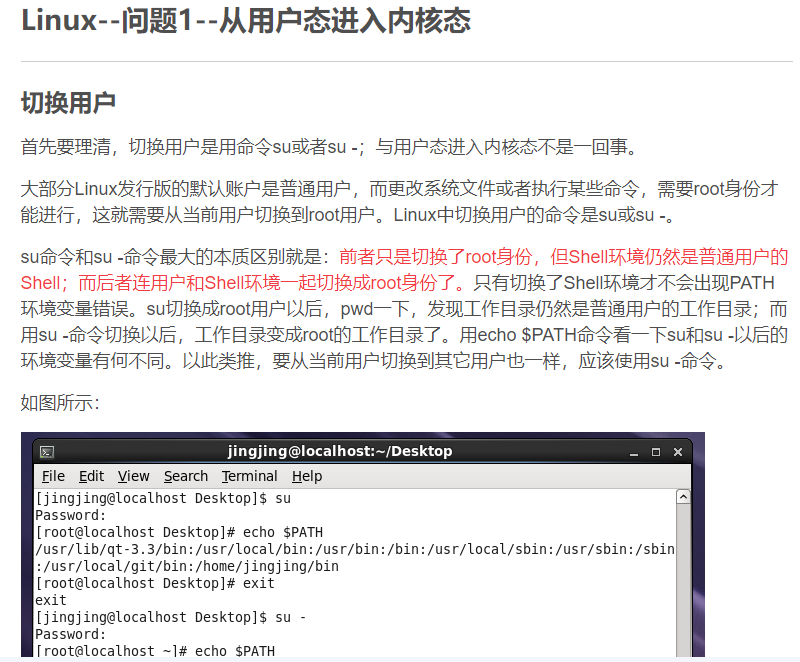 Linux--问题1--从用户态进入内核态
切换用户
首先要理清，切换用户是用命令su或者su -；与用户态进入内核态不是一回事。
大部分Linux发行版的默认账户是普通用户，而更改系统文件或者执行某些命令，需要root身份才
能进行，这就需要从当前用户切换到root用户。Linux中切换用户的命令是su或su -。
su命令和su -命令最大的本质区别就是：前者只是切换了root身份，但Shell环境仍然是普通用户的
Shell；而后者连用户和Shell环境一起切换成root身份了。只有切换了Shell环境才不会出现PATH
环境变量错误。su切换成root用户以后，pwd一下，发现工作目录仍然是普通用户的工作目录；而
用su -命令切换以后，工作目录变成root的工作目录了。用echo $PATH命令看一下su和su -以后的
环境变量有何不同。以此类推，要从当前用户切换到其它用户也一样，应该使用su -命令。
如图所示：
jingjing@localhost:~/Desktop
File Edit View Search Terminal Help
[jingjing@localhost Desktop]$ su
Password:
[root@localhost Desktop]# echo $PATH
/usr/lib/qt-3.3/bin:/usr/local/bin:/usr/bin:/bin:/usr/local/sbin:/usr/sbin:/sbin
:/usr/local/git/bin:/home/jingjing/bin
[root@localhost Desktop]# exit
exit
[jingjing@localhost Desktop]$ su -
Password:
[root@localhost ~]# echo $PATH